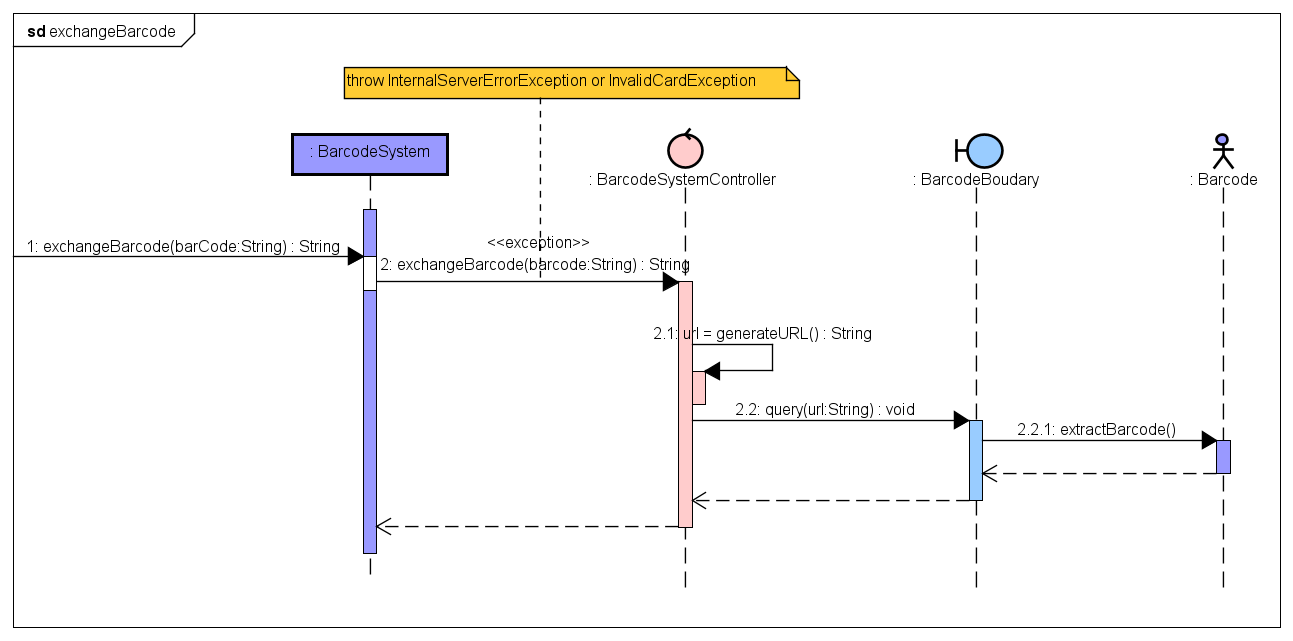 sd exchangeBarcode
throw InternalServerErrorException or InvalidCardException
: BarcodeSystem
: BarcodeSystemController
: BarcodeBoudary
: Barcode
1: exchangeBarcode(barCode:String) : String
<<exception>>
2: exchangeBarcode(barcode:String) : String
2.1: url = generateURL() : String
2.2: query(url:String) : void
2.2.1: extractBarcode()